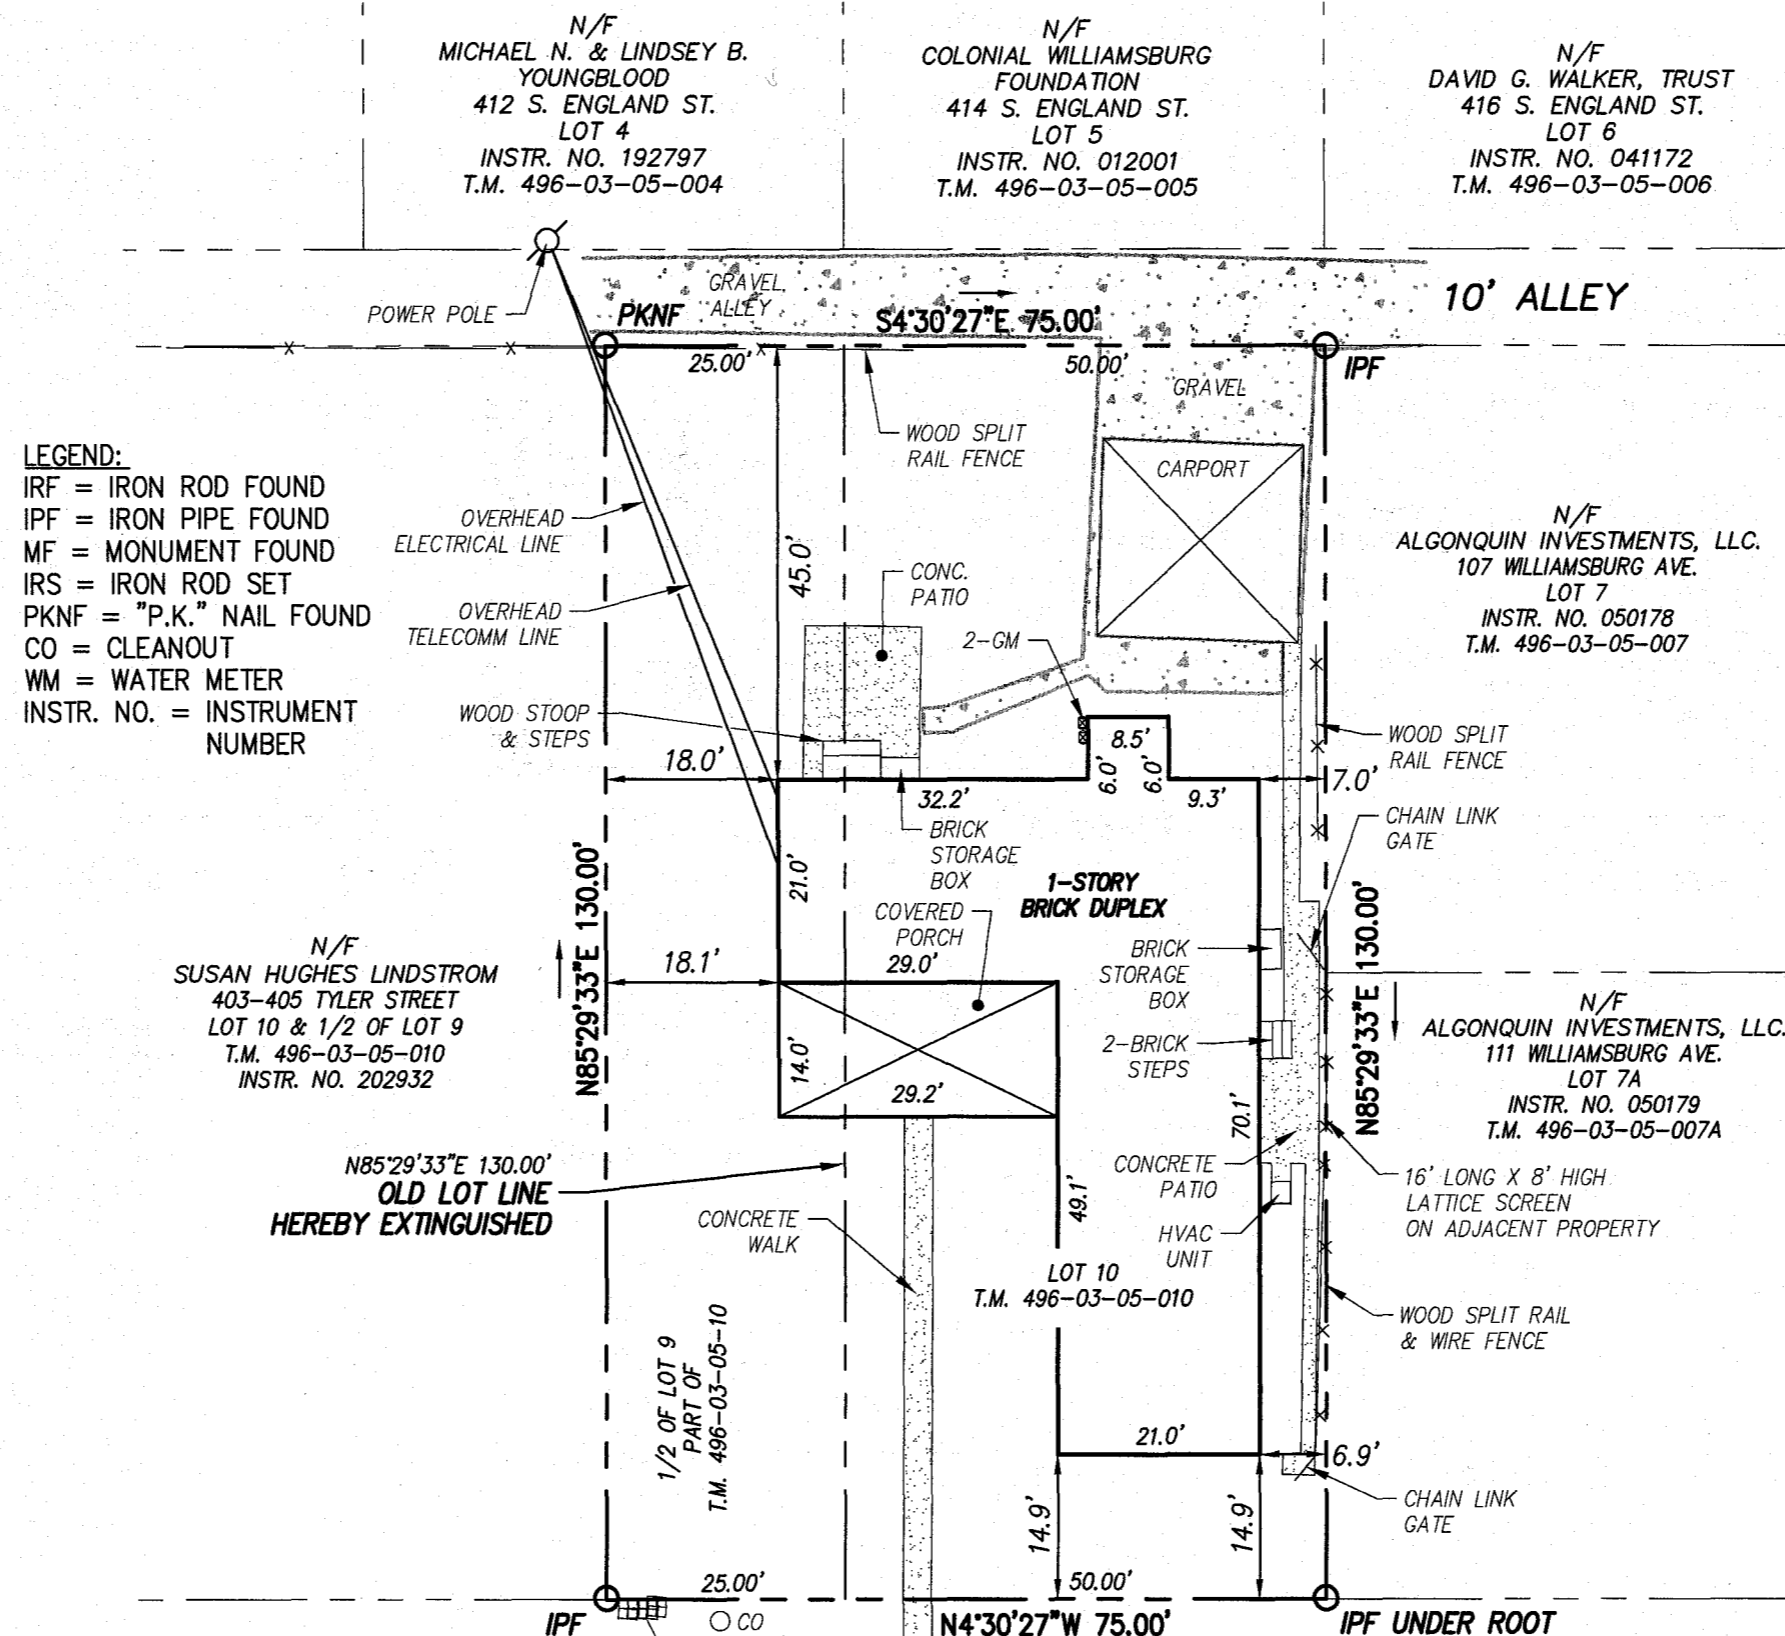 N/F
MICHAEL N. & LINDSEY B.
YOUNGBLOOD
412 S. ENGLAND ST.
LOT 4
INSTR. NO. 192797
T.M. 496-03-05-004
N/F
COLONIAL WILLIAMSBURG
FOUNDATION
414 S. ENGLAND ST.
LOT 5
INSTR. NO. 012001
T.M. 496-03-05-005
N/F
DAVID G. WALKER, TRUST
416 S. ENGLAND ST.
LOT 6
INSTR. NO. 041172
T.M. 496-03-05-006
POWER POLE
PKNF
GRAVEL
ALLEY
S4°30'27"E 75.00'
10' ALLEY
25.00'
50.00'
IPF
GRAVEL
WOOD SPLIT
RAIL FENCE
CARPORT
LEGEND:
IRF = IRON ROD FOUND
IPF = IRON PIPE FOUND
MF = MONUMENT FOUND
IRS = IRON ROD SET
PKNF = "P.K." NAIL FOUND
CO = CLEANOUT
WM = WATER METER
INSTR. NO. = INSTRUMENT
NUMBER
OVERHEAD
ELECTRICAL LINE
OVERHEAD
TELECOMM LINE
45.0'
CONC.
PATIO
2-GM
N/F
ALGONQUIN INVESTMENTS, LLC.
107 WILLIAMSBURG AVE.
LOT 7
INSTR. NO. 050178
T.M. 496-03-05-007
WOOD STOOP
& STEPS
18.0'
32.2'
6.0'
8.5'
6.0'
9.3'
7.0'
WOOD SPLIT
RAIL FENCE
BRICK
STORAGE
BOX
CHAIN LINK
GATE
21.0'
1-STORY
BRICK DUPLEX
COVERED
PORCH
N85°29'33"E 130.00'
18.1'
29.0'
BRICK
STORAGE
BOX
N85°29'33"E 130.00'
N/F
SUSAN HUGHES LINDSTROM
403-405 TYLER STREET
LOT 10 & 1/2 OF LOT 9
T.M. 496-03-05-010
INSTR. NO. 202932
14.0'
29.2'
2-BRICK
STEPS
70.1'
N/F
ALGONQUIN INVESTMENTS, LLC.
111 WILLIAMSBURG AVE.
LOT 7A
INSTR. NO. 050179
T.M. 496-03-05-007A
N85°29'33"E 130.00'
OLD LOT LINE
HEREBY EXTINGUISHED
CONCRETE
WALK
49.1'
CONCRETE
PATIO
HVAC
UNIT
16' LONG X 8' HIGH
LATTICE SCREEN
ON ADJACENT PROPERTY
LOT 10
T.M. 496-03-05-010
WOOD SPLIT RAIL
& WIRE FENCE
1/2 OF LOT 9
PART OF
T.M. 496-03-05-10
21.0'
6.9'
14.9'
14.9'
CHAIN LINK
GATE
25.00'
50.00'
IPF
CO
N4°30'27"W 75.00'
IPF UNDER ROOT